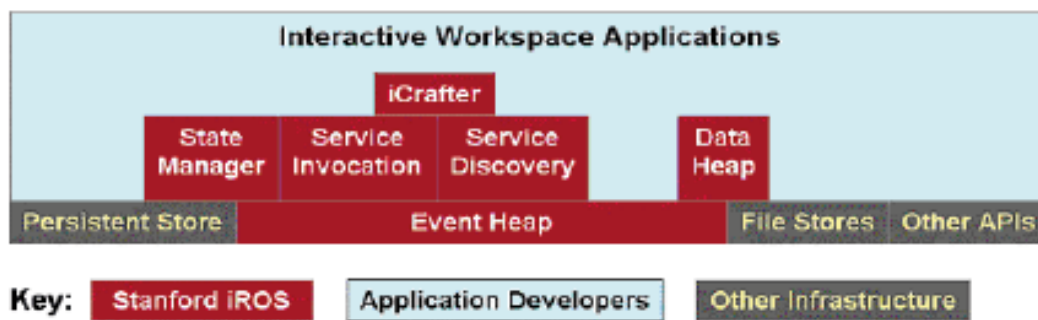 Interactive Workspace Applications
iCrafter
State
Manager
Service
Invocation
Service
Discovery
Data
Heap
Persistent Store
Event Heap
File Stores
Other APIs
Key:
Stanford iROS
Application Developers
Other Infrastructure